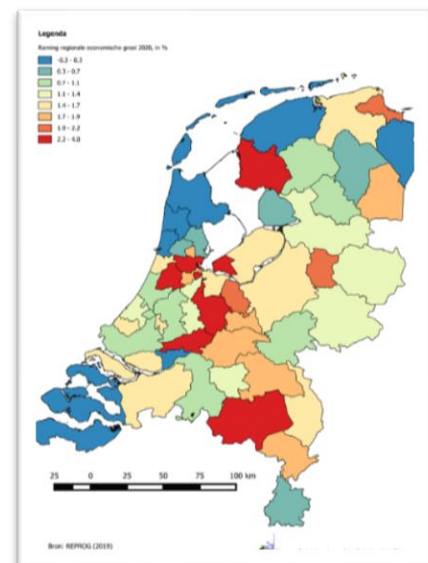 Legenda
Raming regionale economische groei 2020, in %
-0.3 - 0.3
0.3 - 0.7
0.7 - 1.1
1.1 - 1.4
1.4 - 1.7
1.7 - 1.9
1.9 - 2.2
2.2 - 4.0
25 0 25 50 75 100 km
Bron: REPROG (2019)